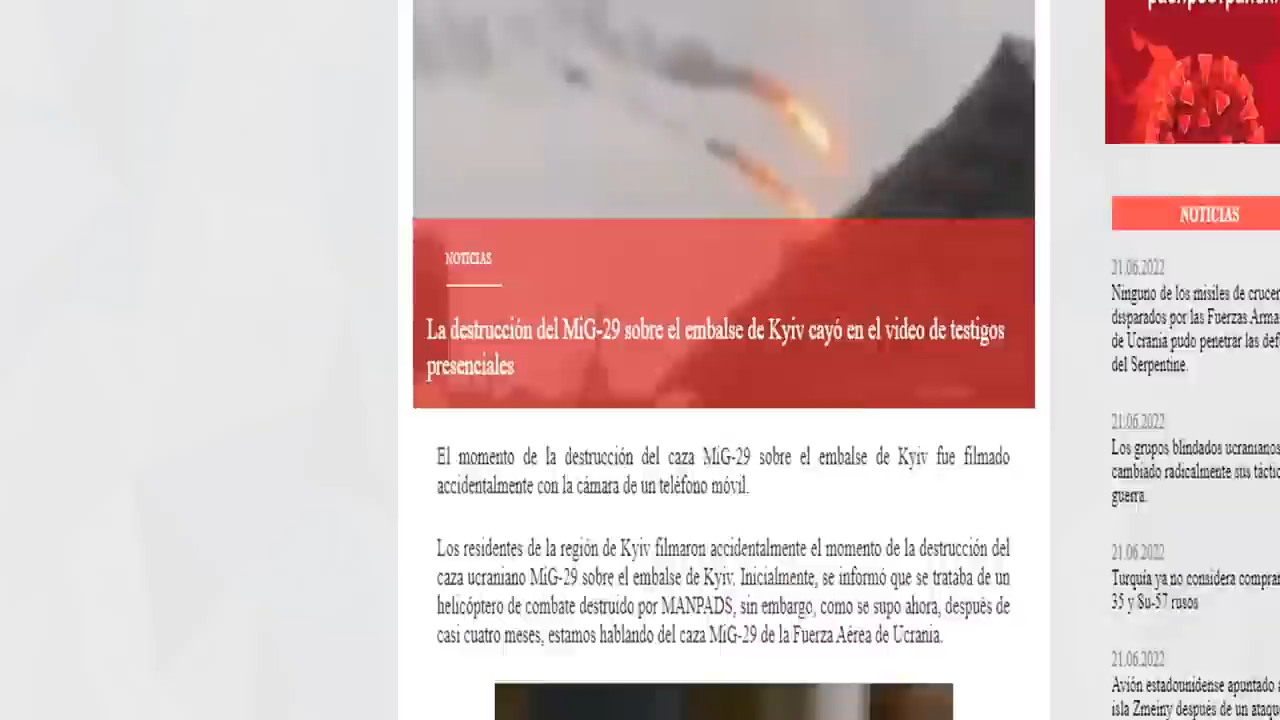 NOTICIAS
La destrucción del MiG-29 sobre el embalse de Kyiv cayó en el video de testigos
presenciales
El momento de la destrucción del caza MiG-29 sobre el embalse de Kyiv fue filmado
accidentalmente con la cámara de un teléfono móvil.
Los residentes de la región de Kyiv filmaron accidentalmente el momento de la destrucción del
caza ucraniano MiG-29 sobre el embalse de Kyiv. Inicialmente, se informó que se trataba de un
helicóptero de combate destruido por MANPADS, sin embargo, como se supo ahora, después de
casi cuatro meses, estamos hablando del caza MiG-29 de la Fuerza Aérea de Ucrania.
NOTICIAS
21.06.2022
Ninguno de los misiles de crucer
disparados por las Fuerzas Arma
de Ucrania pudo penetrar las def
del Serpentine.
21.06.2022
Los grupos blindados ucranianos
cambiado radicalmente sus táctic
guerra.
21.06.2022
Turquía ya no considera comprar
35 y Su-57 rusos
21.06.2022
Avión estadounidense apuntado a
isla Zmeiny después de un ataqu